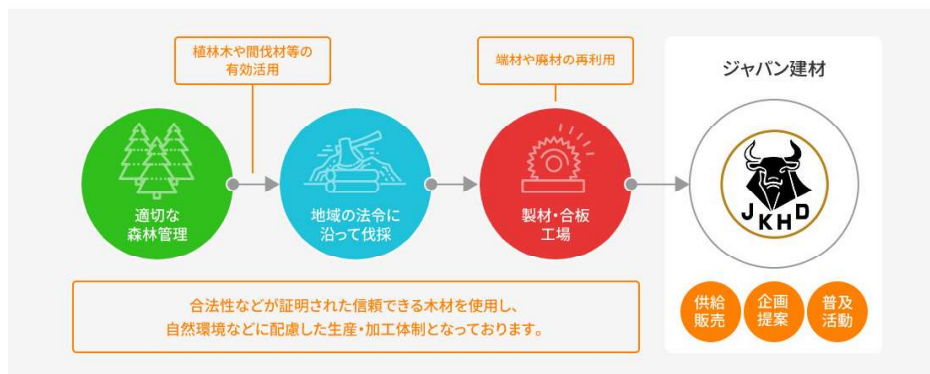 植林木や間伐材等の
有効活用
端材や廃材の再利用
ジャパン建材
適切な
森林管理
地域の法令に
沿って伐採
製材・合板
工場
JKHD
合法性などが証明された信頼できる木材を使用し、
自然環境などに配慮した生産・加工体制となっております。
供給
販売
企画
提案
普及
活動